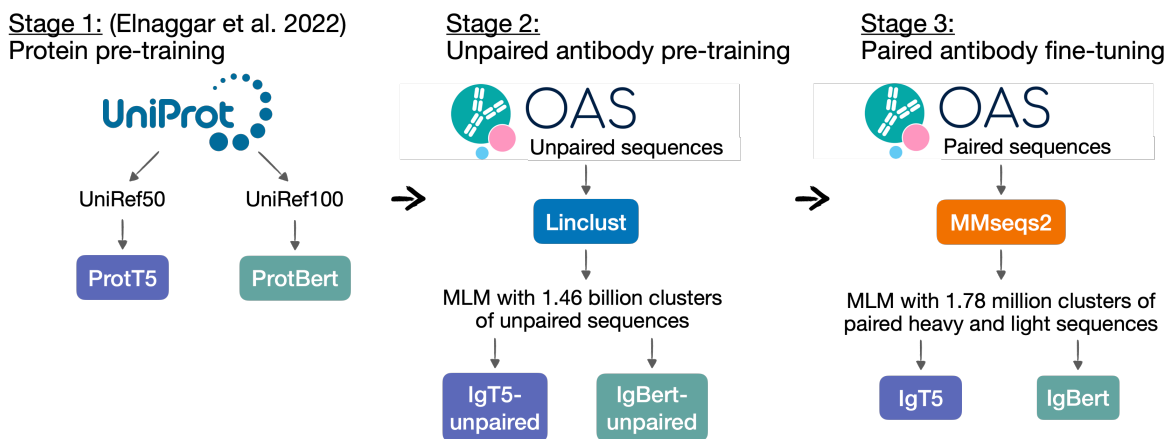 Stage 1: (Elnaggar et al. 2022)
Protein pre-training
UniProt
UniRef50
UniRef100
ProtT5
ProtBert
Stage 2:
Unpaired antibody pre-training
OAS
Unpaired sequences
Linclust
MLM with 1.46 billion clusters
of unpaired sequences
IgT5-
unpaired
IgBert-
unpaired
Stage 3:
Paired antibody fine-tuning
OAS
Paired sequences
MMseqs2
MLM with 1.78 million clusters of
paired heavy and light sequences
IgT5
IgBert